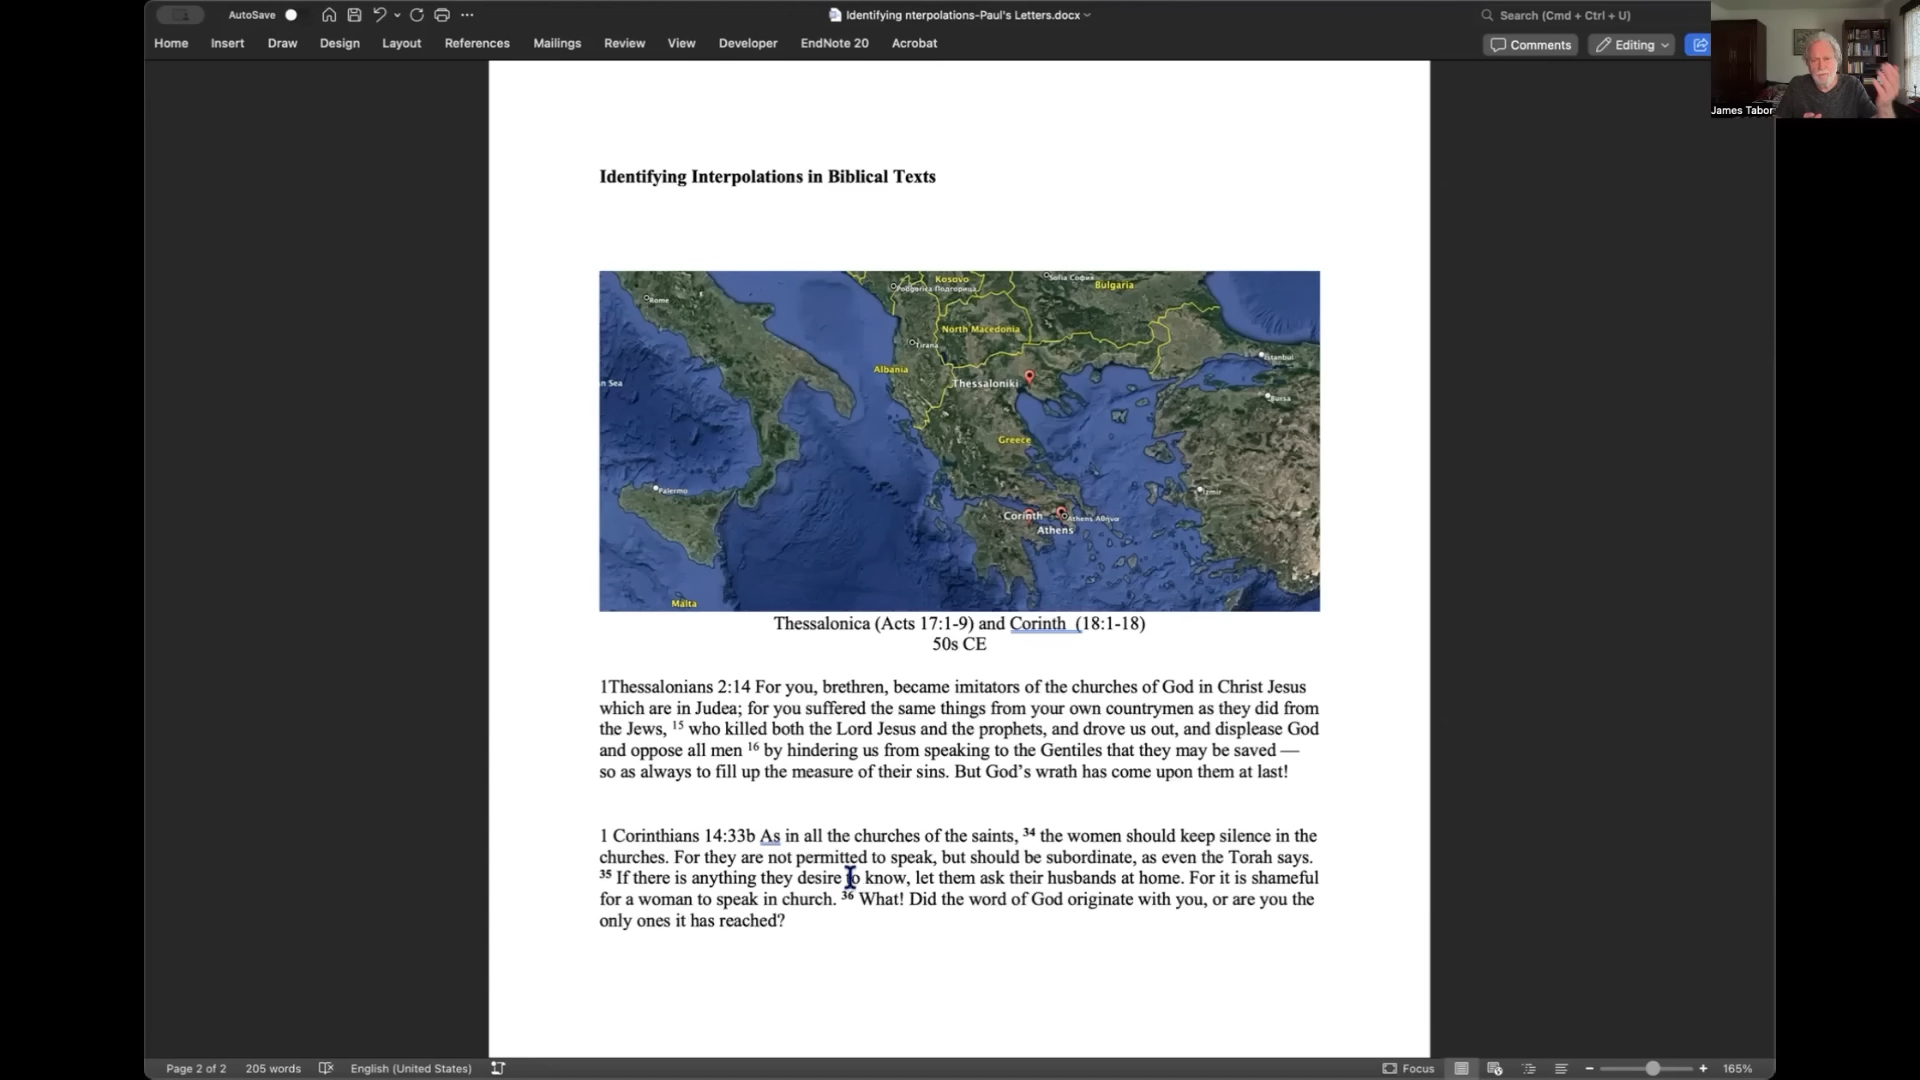 AutoSave
Identifying nterpolations-Paul's Letters.docx
Search (Cmd + Ctrl + U)
Home Insert Draw Design Layout References Mailings Review View Developer EndNote 20 Acrobat
Comments Editing
James Tabor
Identifying Interpolations in Biblical Texts
Kosovo
Sofia София
Bulgaria
Podgorica Подгорица
Rome
North Macedonia
Tirana
Istanbul
Albania
Thessaloniki
n Sea
Bursa
Greece
Palermo
Izmir
Corinth
Athens Αθήνα
Athens
Malta
Thessalonica (Acts 17:1-9) and Corinth (18:1-18)
50s CE
1Thessalonians 2:14 For you, brethren, became imitators of the churches of God in Christ Jesus
which are in Judea; for you suffered the same things from your own countrymen as they did from
the Jews, 15 who killed both the Lord Jesus and the prophets, and drove us out, and displease God
and oppose all men 16 by hindering us from speaking to the Gentiles that they may be saved —
so as always to fill up the measure of their sins. But God's wrath has come upon them at last!
1 Corinthians 14:33b As in all the churches of the saints, 34 the women should keep silence in the
churches. For they are not permitted to speak, but should be subordinate, as even the Torah says.
35 If there is anything they desire to know, let them ask their husbands at home. For it is shameful
for a woman to speak in church. 36 What! Did the word of God originate with you, or are you the
only ones it has reached?
Page 2 of 2 205 words English (United States) Focus 165%